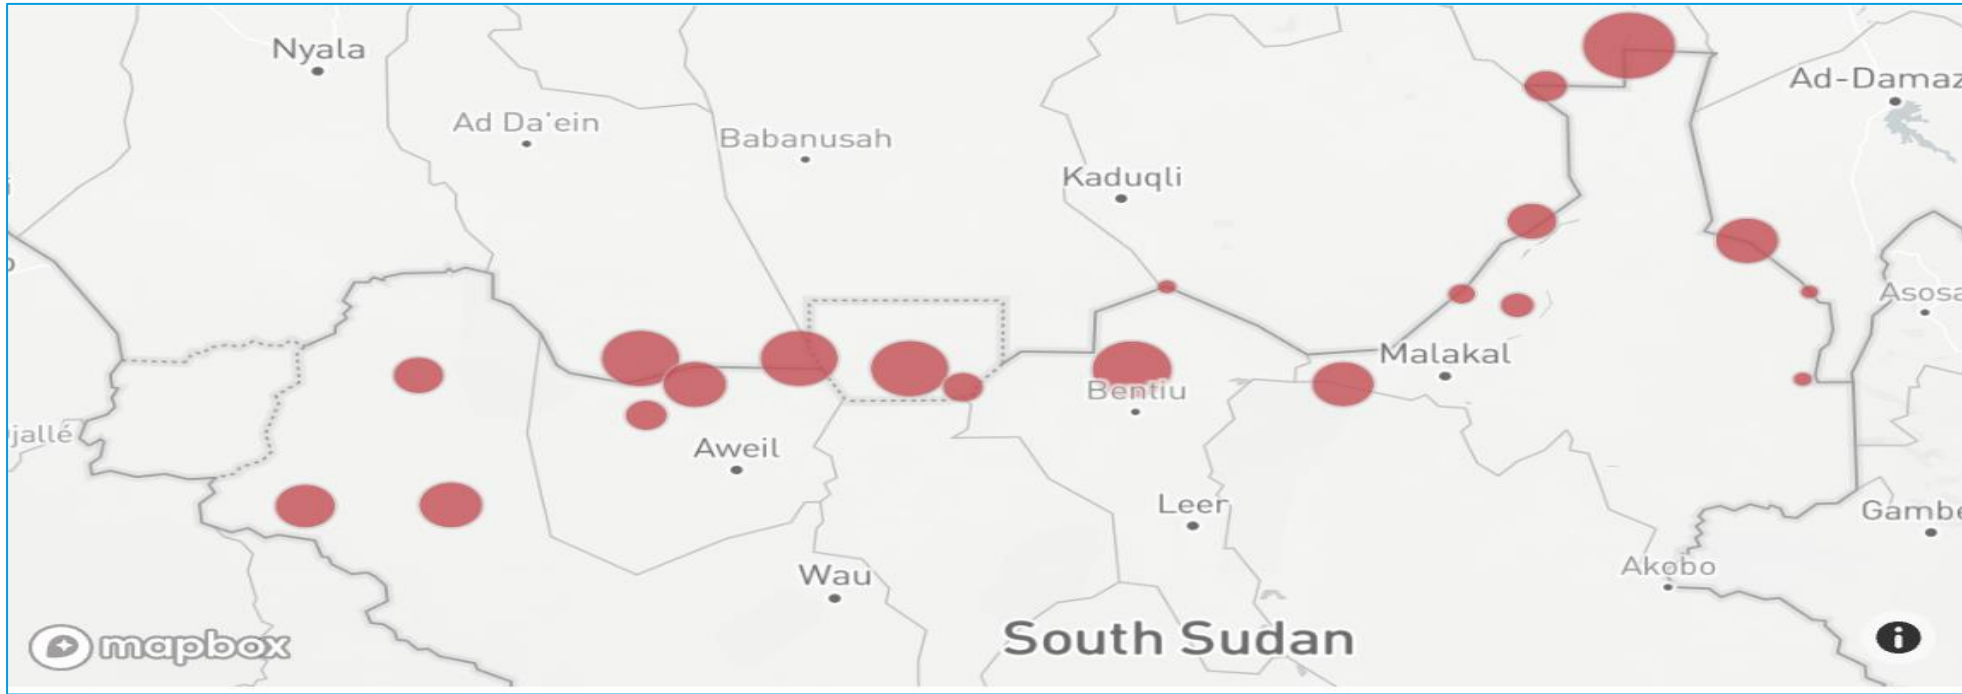 Nyala
Ad-Damaz
Ad Da'ein
Babanusah
Kaduqli
Asosa
Malakal
Bentiu
jallé
Aweil
Leer
Gambe
Wau
Akobo
South Sudan
mapbox
i